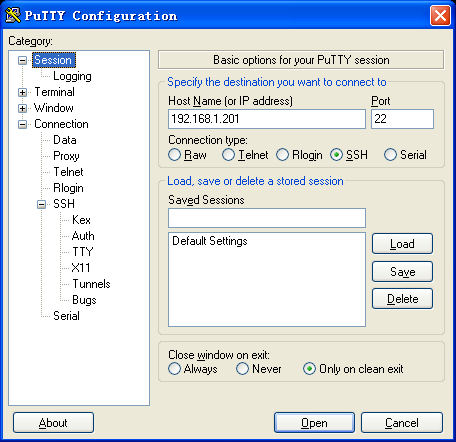 PuTTY Configuration
Category:
Session
Logging
Terminal
Window
Connection
Data
Proxy
Telnet
Rlogin
SSH
Kex
Auth
TTY
X11
Tunnels
Bugs
Serial
Basic options for your PuTTY session
Specify the destination you want to connect to
Host Name (or IP address) Port
192.168.1.201 22
Connection type:
Raw Telnet Rlogin SSH Serial
Load, save or delete a stored session
Saved Sessions
Default Settings
Load
Save
Delete
Close window on exit:
Always Never Only on clean exit
About Open Cancel